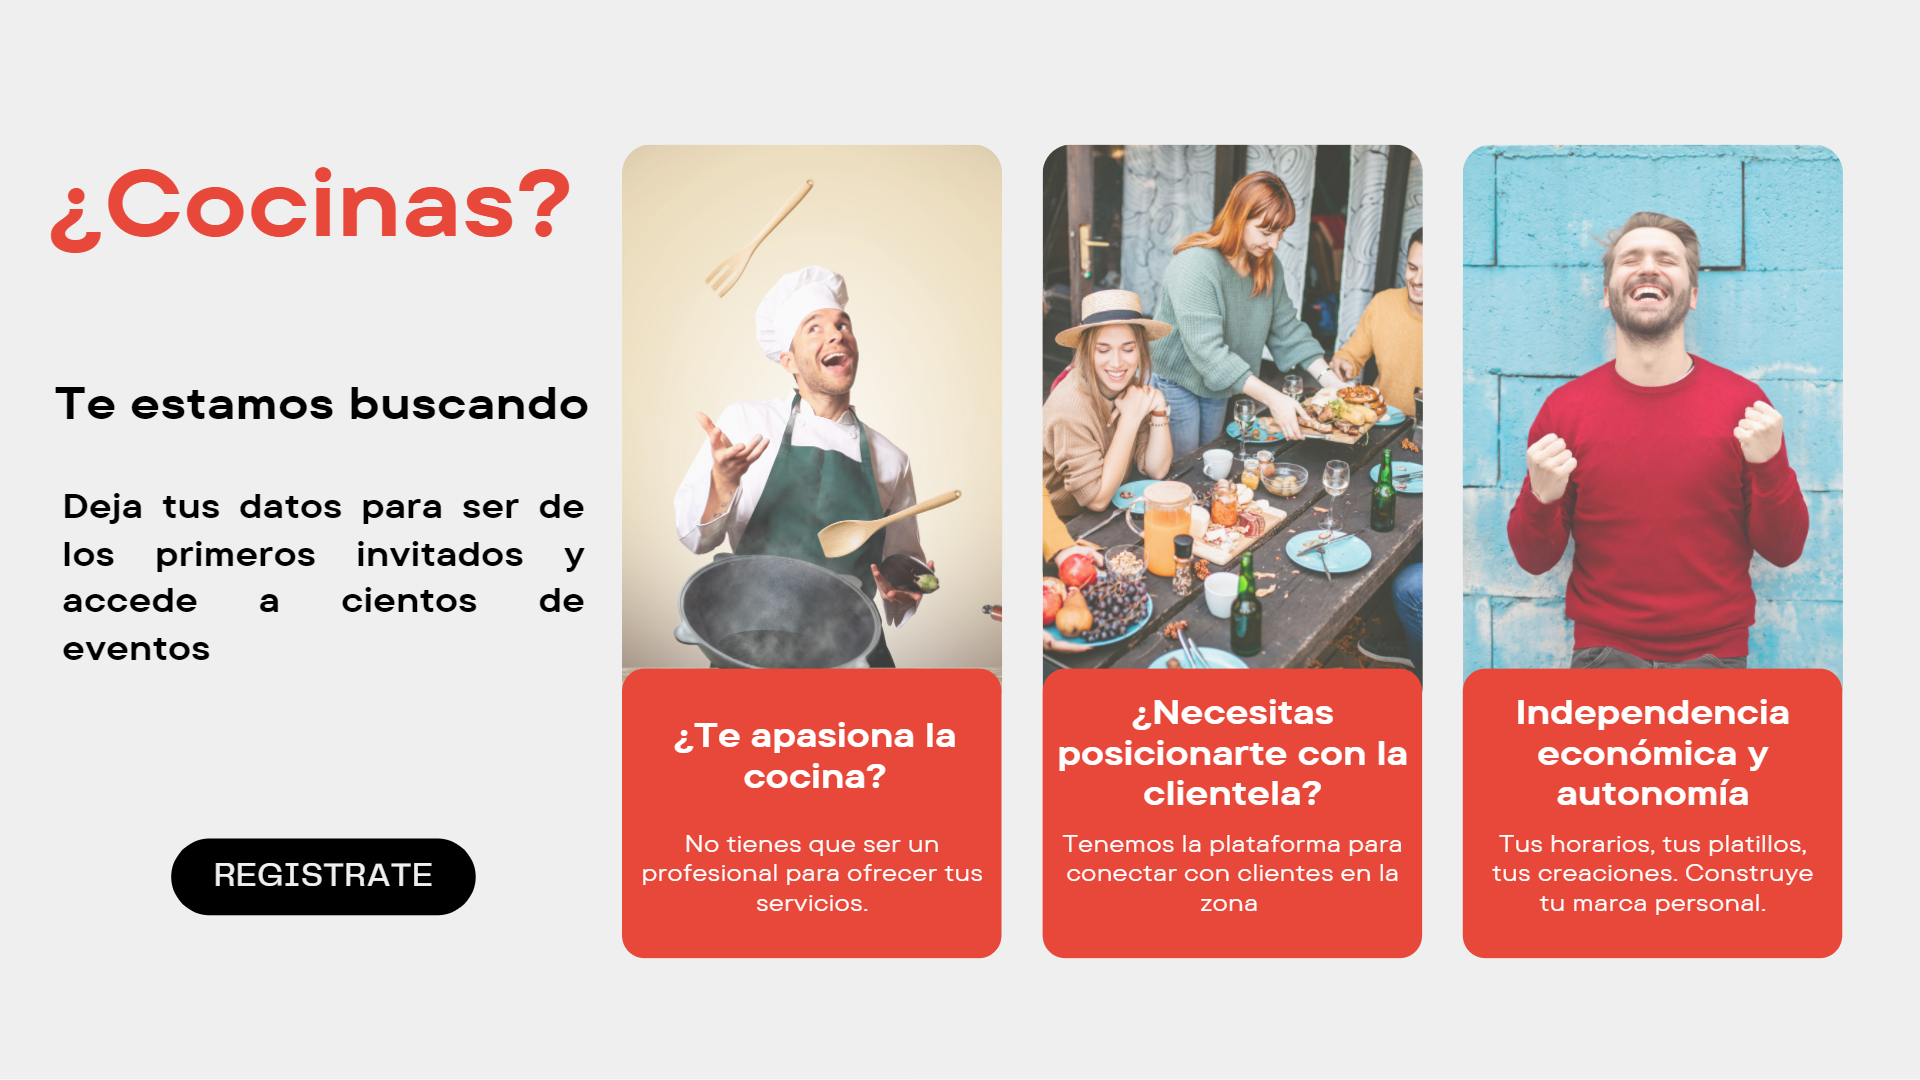 ¿Cocinas?
Te estamos buscando
Deja tus datos para ser de
los primeros invitados y
accede a cientos de
eventos
REGISTRATE
¿Te apasiona la
cocina?
No tienes que ser un
profesional para ofrecer tus
servicios.
¿Necesitas
posicionarte con la
clientela?
Tenemos la plataforma para
conectar con clientes en la
zona
Independencia
económica y
autonomía
Tus horarios, tus platillos,
tus creaciones. Construye
tu marca personal.